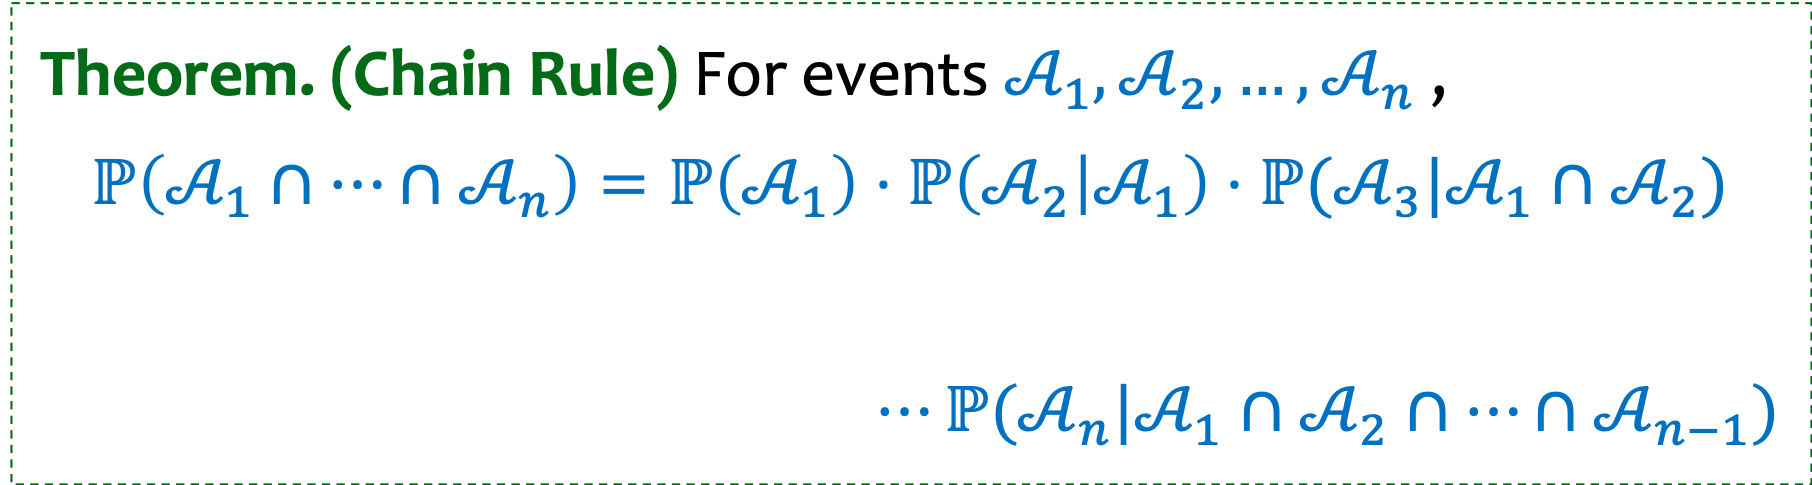 Theorem. (Chain Rule) For events 𝒜₁, 𝒜₂, … , 𝒜ₙ ,
ℙ(𝒜₁ ∩ ⋯ ∩ 𝒜ₙ) = ℙ(𝒜₁) · ℙ(𝒜₂|𝒜₁) · ℙ(𝒜₃|𝒜₁ ∩ 𝒜₂)
⋯ ℙ(𝒜ₙ|𝒜₁ ∩ 𝒜₂ ∩ ⋯ ∩ 𝒜ₙ₋₁)